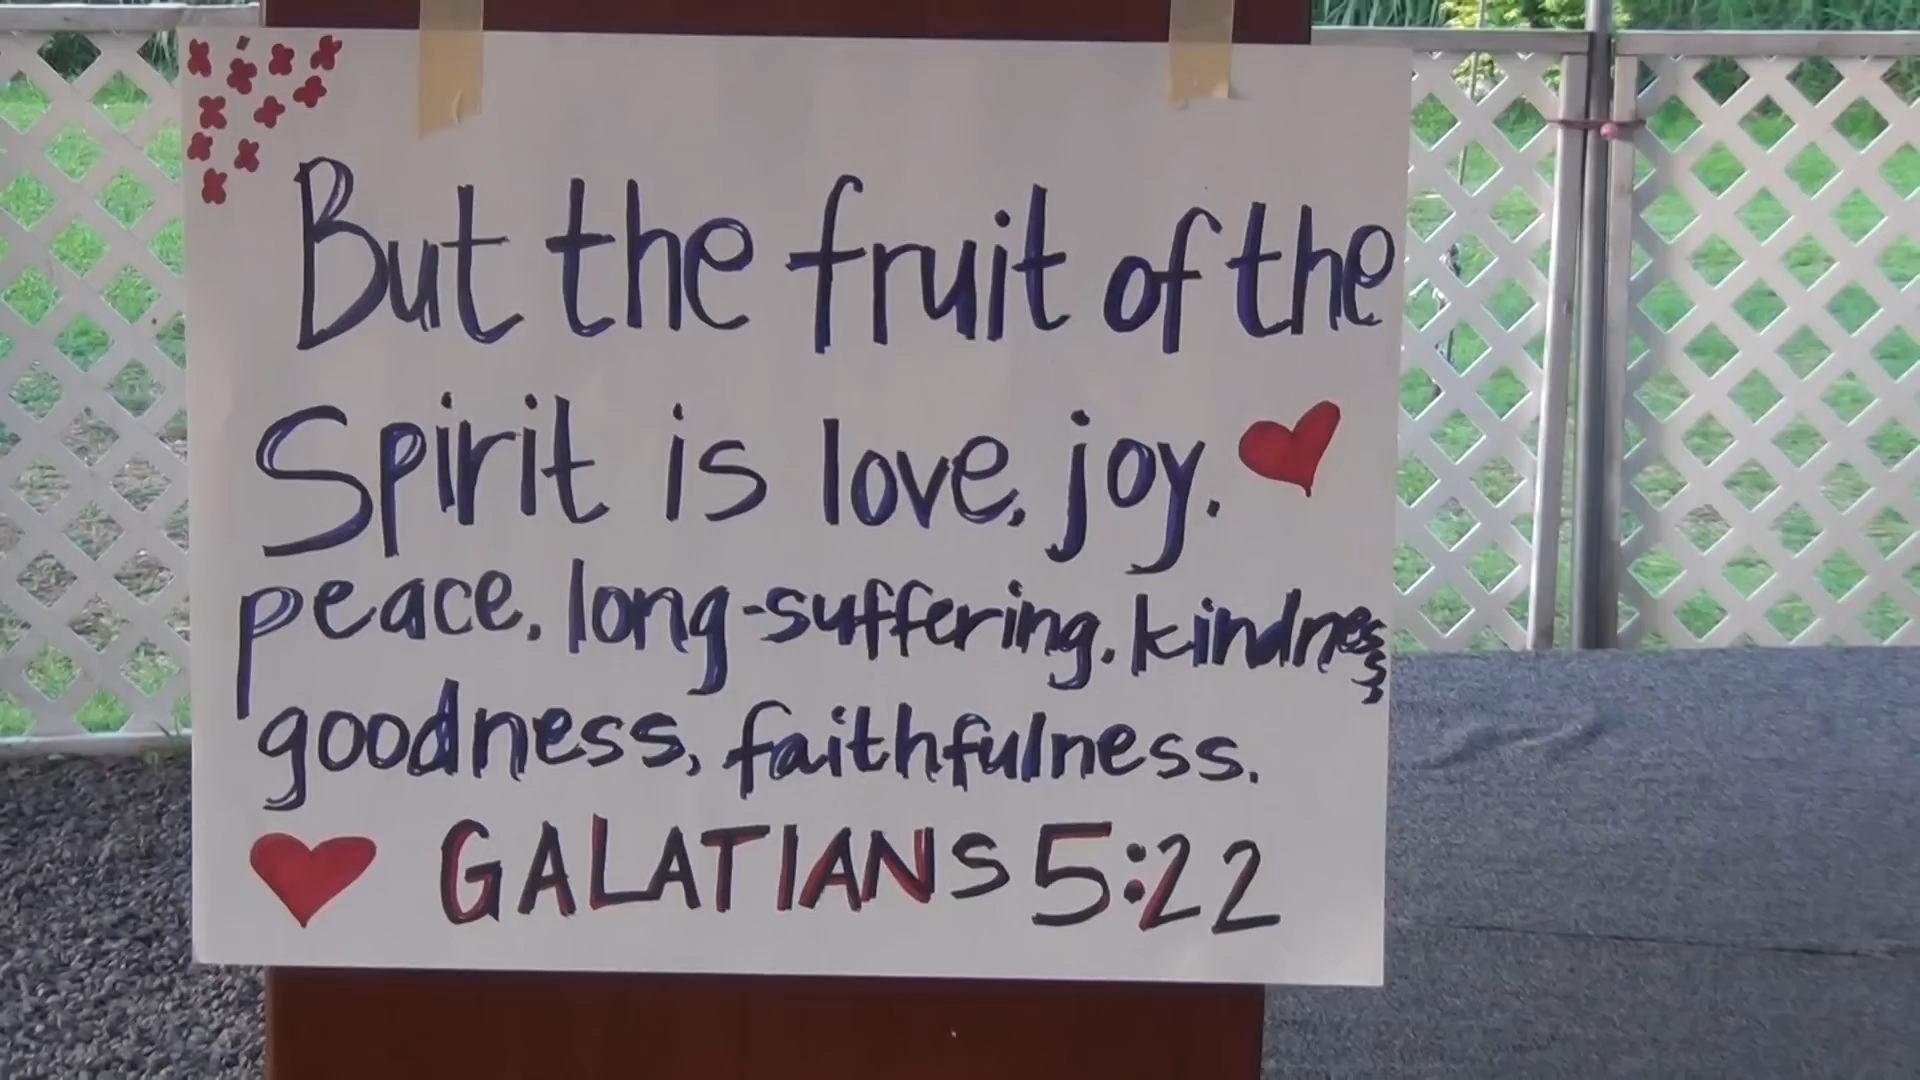 But the fruit of the
Spirit is love, joy.
peace, long-suffering, kindness
goodness, faithfulness.
GALATIANS 5:22